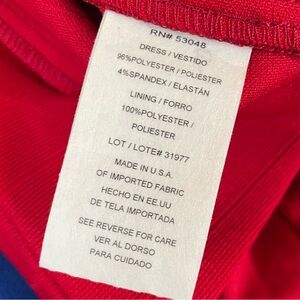 RN# 53048
DRESS / VESTIDO
96%POLYESTER / POLIESTER
4%SPANDEX / ELASTÁN
LINING / FORRO
100%POLYESTER /
POLIESTER
LOT / LOTE# 31977
MADE IN U.S.A.
OF IMPORTED FABRIC
HECHO EN EE.UU
DE TELA IMPORTADA
SEE REVERSE FOR CARE
VER AL DORSO
PARA CUIDADO